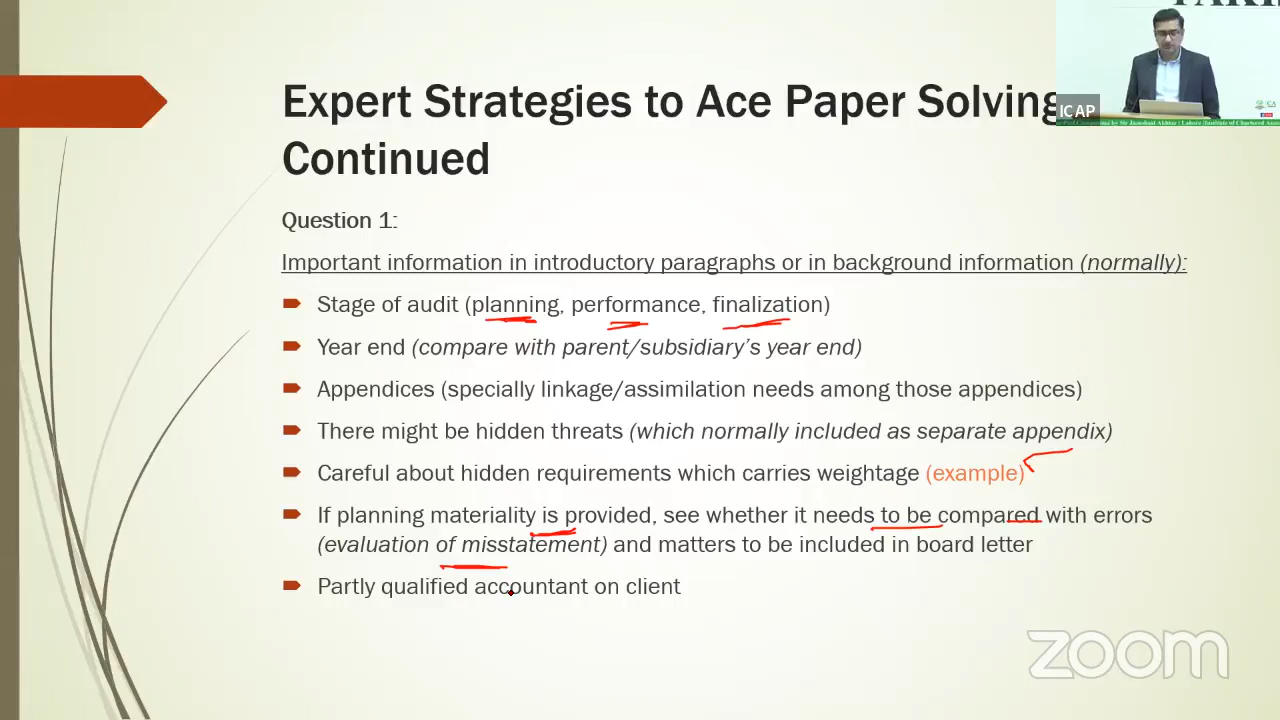 Expert Strategies to Ace Paper Solving
Continued
ICAP
Question 1:
Important information in introductory paragraphs or in background information (normally):
Stage of audit (planning, performance, finalization)
Year end (compare with parent/subsidiary's year end)
Appendices (specially linkage/assimilation needs among those appendices)
There might be hidden threats (which normally included as separate appendix)
Careful about hidden requirements which carries weightage (example)
If planning materiality is provided, see whether it needs to be compared with errors
(evaluation of misstatement) and matters to be included in board letter
Partly qualified accountant on client
zoom